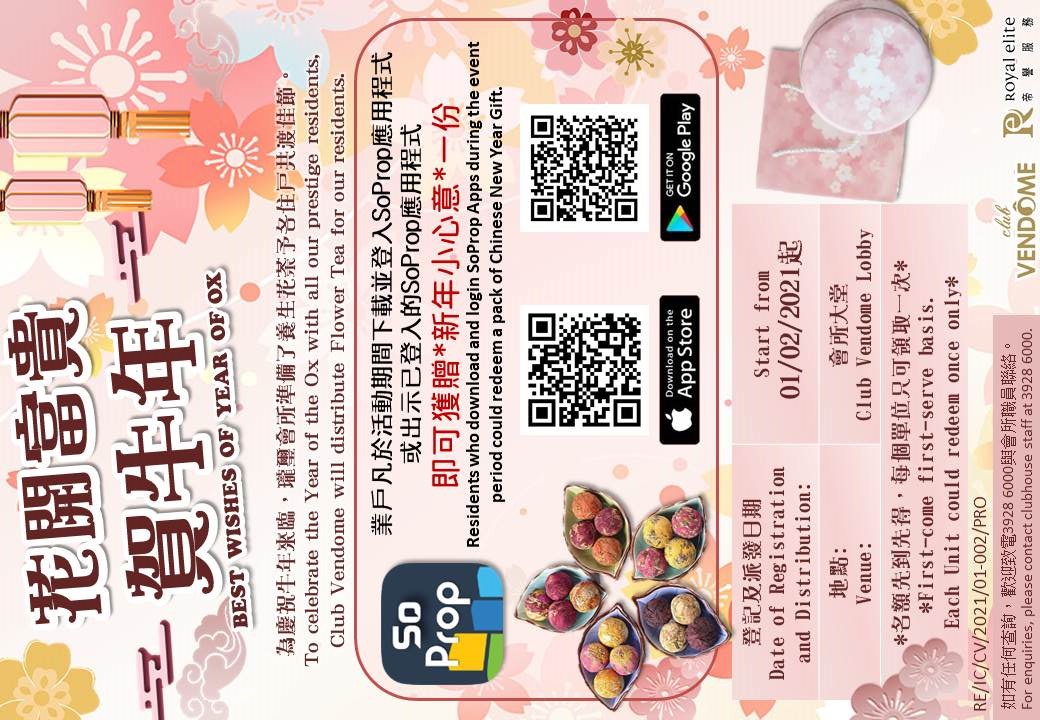 花開富貴
賀牛年
BEST WISHES OF YEAR OF OX
為慶祝牛年來臨，瓏璽會所準備了養生花茶予各住戶共渡佳節。
To celebrate the Year of the Ox with all our prestige residents,
Club Vendome will distribute Flower Tea for our residents.
So
Prop
業戶凡於活動期間下載並登入SoProp應用程式
或出示已登入的SoProp應用程式
即可獲贈*新年小心意*一份
Residents who download and login SoProp Apps during the event
period could redeem a pack of Chinese New Year Gift.
Download on the
App Store
GET IT ON
Google Play
登記及派發日期
Date of Registration
and Distribution:
Start from
01/02/2021起
地點:
Venue:
會所大堂
Club Vendome Lobby
*名額先到先得，每個單位只可領取一次*
*First-come first-serve basis.
Each Unit could redeem once only*
RE/IC/CV/2021/01-002/PRO
如有任何查詢，歡迎致電3928 6000與會所職員聯絡。
For enquiries, please contact clubhouse staff at 3928 6000.
club
VENDÔME
Royal elite
帝譽服務